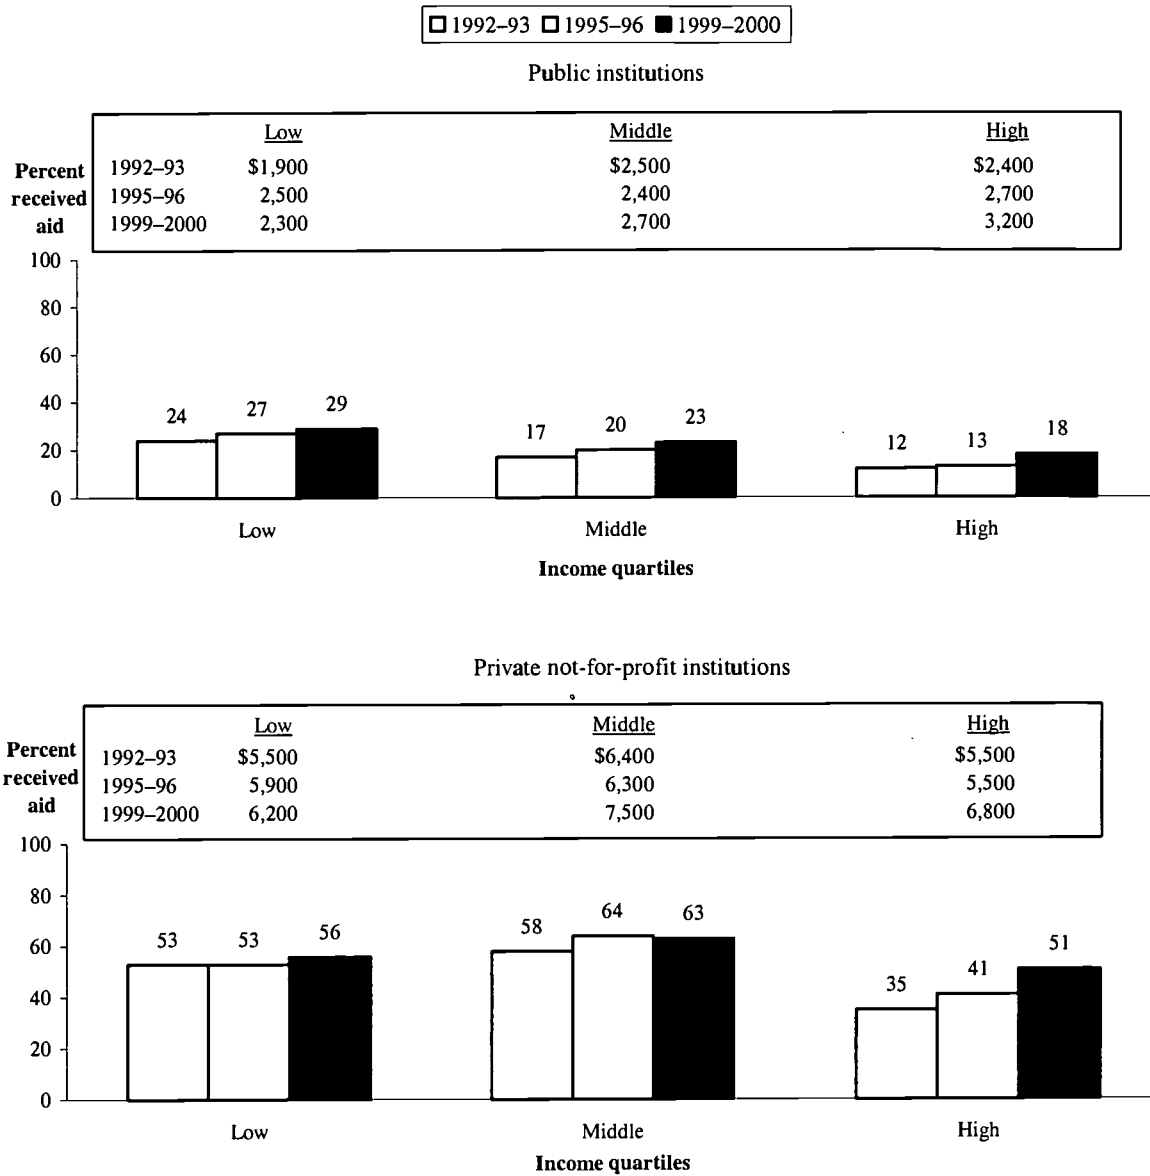 1992–93 1995–96 1999–2000
Public institutions
Low Middle High
Percent received aid
1992–93 $1,900 $2,500 $2,400
1995–96 2,500 2,400 2,700
1999–2000 2,300 2,700 3,200
100
80
60
40
20
0
24 27 29 17 20 23 12 13 18
Low Middle High
Income quartiles
Private not-for-profit institutions
Low Middle High
Percent received aid
1992–93 $5,500 $6,400 $5,500
1995–96 5,900 6,300 5,500
1999–2000 6,200 7,500 6,800
100
80
60
40
20
0
53 53 56 58 64 63 35 41 51
Low Middle High
Income quartiles